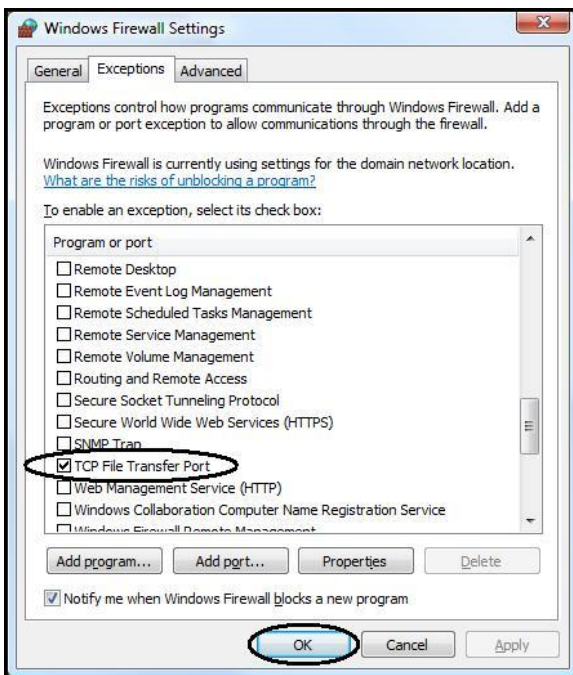 Windows Firewall Settings
General Exceptions Advanced
Exceptions control how programs communicate through Windows Firewall. Add a
program or port exception to allow communications through the firewall.
Windows Firewall is currently using settings for the domain network location.
What are the risks of unblocking a program?
To enable an exception, select its check box:
Program or port
Remote Desktop
Remote Event Log Management
Remote Scheduled Tasks Management
Remote Service Management
Remote Volume Management
Routing and Remote Access
Secure Socket Tunneling Protocol
Secure World Wide Web Services (HTTPS)
SNMP Trap
TCP File Transfer Port
Web Management Service (HTTP)
Windows Collaboration Computer Name Registration Service
Windows Firewall Remote Management
Add program... Add port... Properties Delete
Notify me when Windows Firewall blocks a new program
OK Cancel Apply